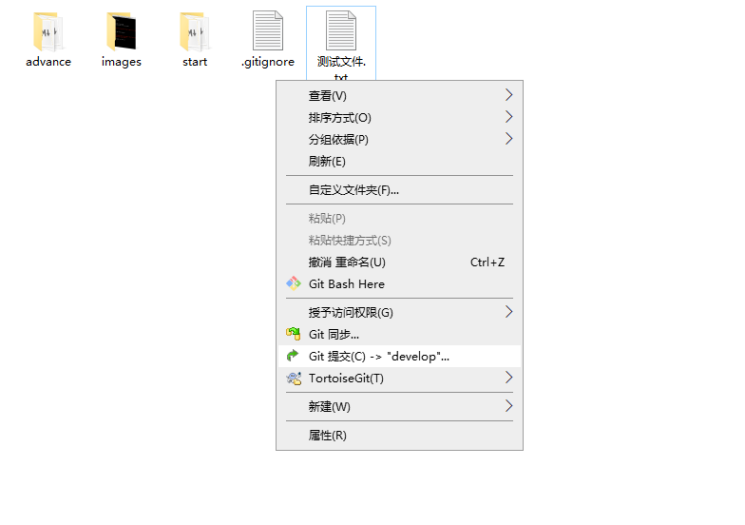 advance
images
start
.gitignore
测试文件.
txt
查看(V)
排序方式(O)
分组依据(P)
刷新(E)
自定义文件夹(F)...
粘贴(P)
粘贴快捷方式(S)
撤消 重命名(U) Ctrl+Z
Git Bash Here
授予访问权限(G)
Git 同步...
Git 提交(C) -> "develop"...
TortoiseGit(T)
新建(W)
属性(R)